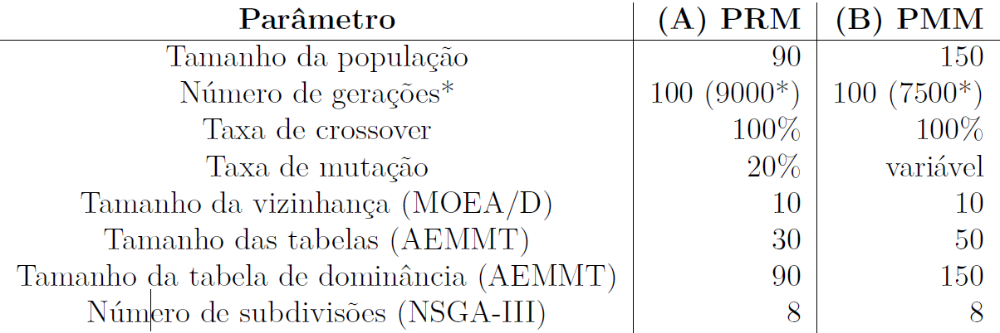 Parâmetro (A) PRM (B) PMM
Tamanho da população 90 150
Número de gerações* 100 (9000*) 100 (7500*)
Taxa de crossover 100% 100%
Taxa de mutação 20% variável
Tamanho da vizinhança (MOEA/D) 10 10
Tamanho das tabelas (AEMMT) 30 50
Tamanho da tabela de dominância (AEMMT) 90 150
Número de subdivisões (NSGA-III) 8 8